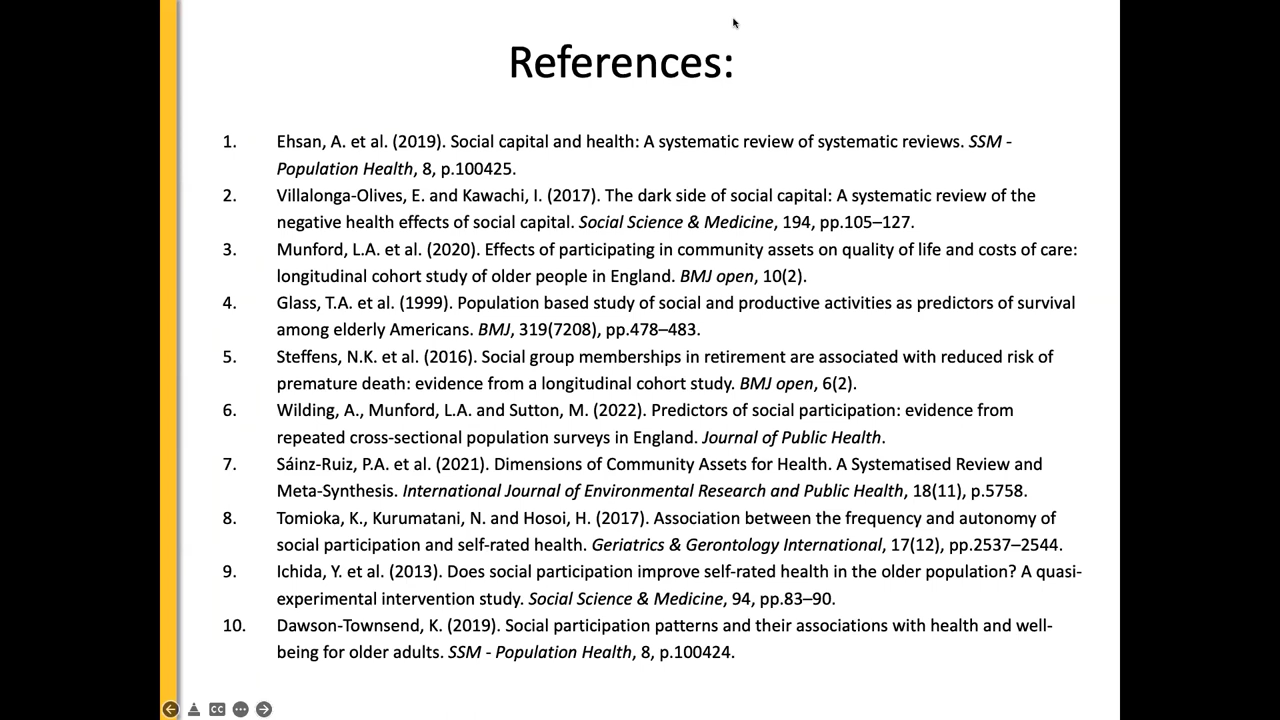 References:
1. Ehsan, A. et al. (2019). Social capital and health: A systematic review of systematic reviews. SSM -
Population Health, 8, p.100425.
2. Villalonga-Olives, E. and Kawachi, I. (2017). The dark side of social capital: A systematic review of the
negative health effects of social capital. Social Science & Medicine, 194, pp.105–127.
3. Munford, L.A. et al. (2020). Effects of participating in community assets on quality of life and costs of care:
longitudinal cohort study of older people in England. BMJ open, 10(2).
4. Glass, T.A. et al. (1999). Population based study of social and productive activities as predictors of survival
among elderly Americans. BMJ, 319(7208), pp.478–483.
5. Steffens, N.K. et al. (2016). Social group memberships in retirement are associated with reduced risk of
premature death: evidence from a longitudinal cohort study. BMJ open, 6(2).
6. Wilding, A., Munford, L.A. and Sutton, M. (2022). Predictors of social participation: evidence from
repeated cross-sectional population surveys in England. Journal of Public Health.
7. Sáinz-Ruiz, P.A. et al. (2021). Dimensions of Community Assets for Health. A Systematised Review and
Meta-Synthesis. International Journal of Environmental Research and Public Health, 18(11), p.5758.
8. Tomioka, K., Kurumatani, N. and Hosoi, H. (2017). Association between the frequency and autonomy of
social participation and self-rated health. Geriatrics & Gerontology International, 17(12), pp.2537–2544.
9. Ichida, Y. et al. (2013). Does social participation improve self-rated health in the older population? A quasi-
experimental intervention study. Social Science & Medicine, 94, pp.83–90.
10. Dawson-Townsend, K. (2019). Social participation patterns and their associations with health and well-
being for older adults. SSM - Population Health, 8, p.100424.
CC